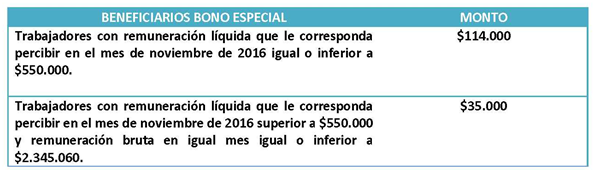 BENEFICIARIOS BONO ESPECIAL MONTO
Trabajadores con remuneración líquida que le corresponda $114.000
percibir en el mes de noviembre de 2016 igual o inferior a
$550.000.
Trabajadores con remuneración líquida que le corresponda $35.000
percibir en el mes de noviembre de 2016 superior a $550.000
y remuneración bruta en igual mes igual o inferior a
$2.345.060.